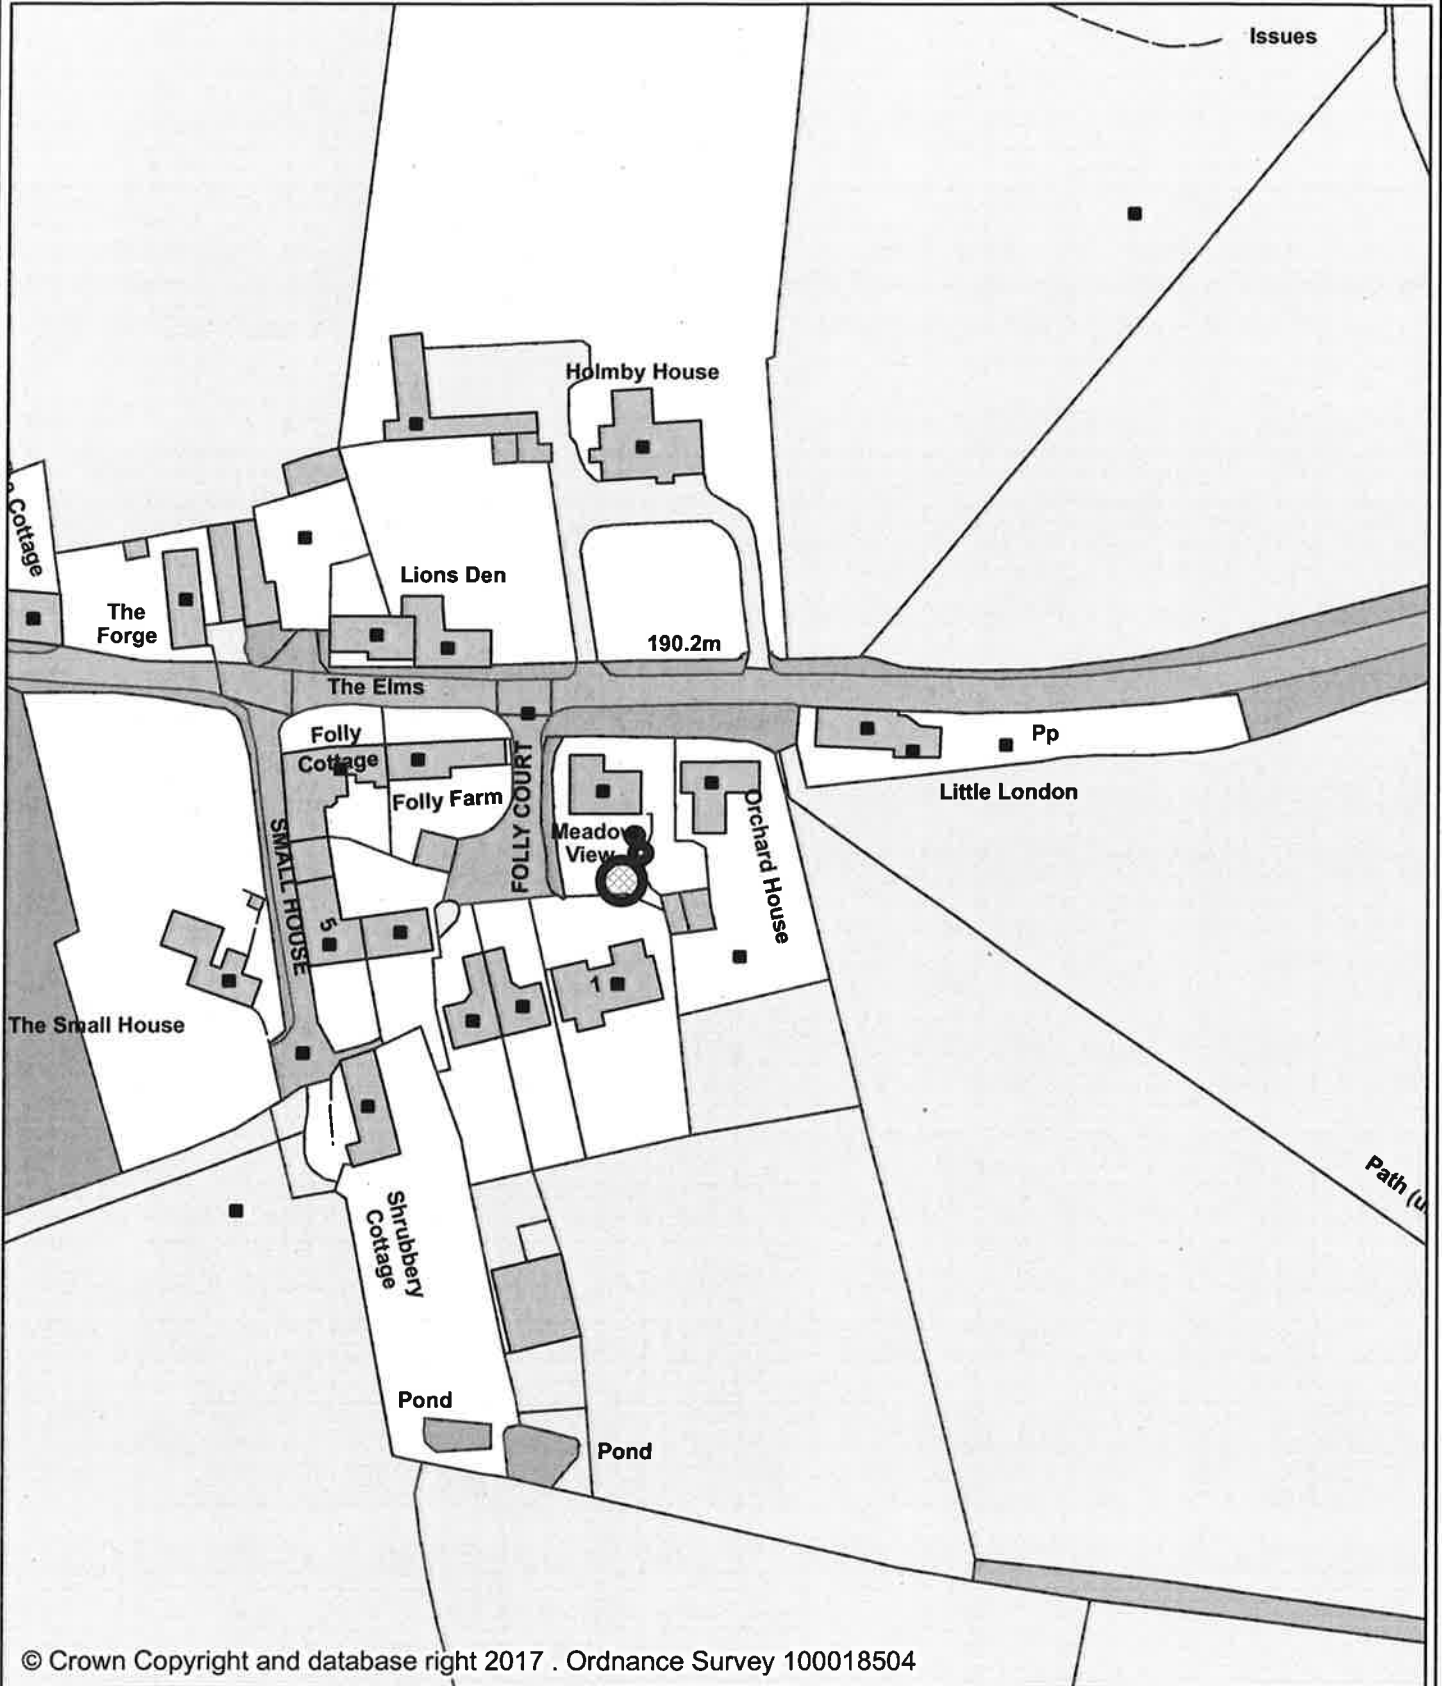 Issues
Holmby House
Cottage
Lions Den
The
Forge
190.2m
The Elms
Folly
Cottage
Folly Farm
FOLLY COURT
Pp
Little London
Meadow
View
Orchard House
SMALL HOUSE
5
1
The Small House
Path (u
Shrubbery
Cottage
Pond
Pond
© Crown Copyright and database right 2017 . Ordnance Survey 100018504